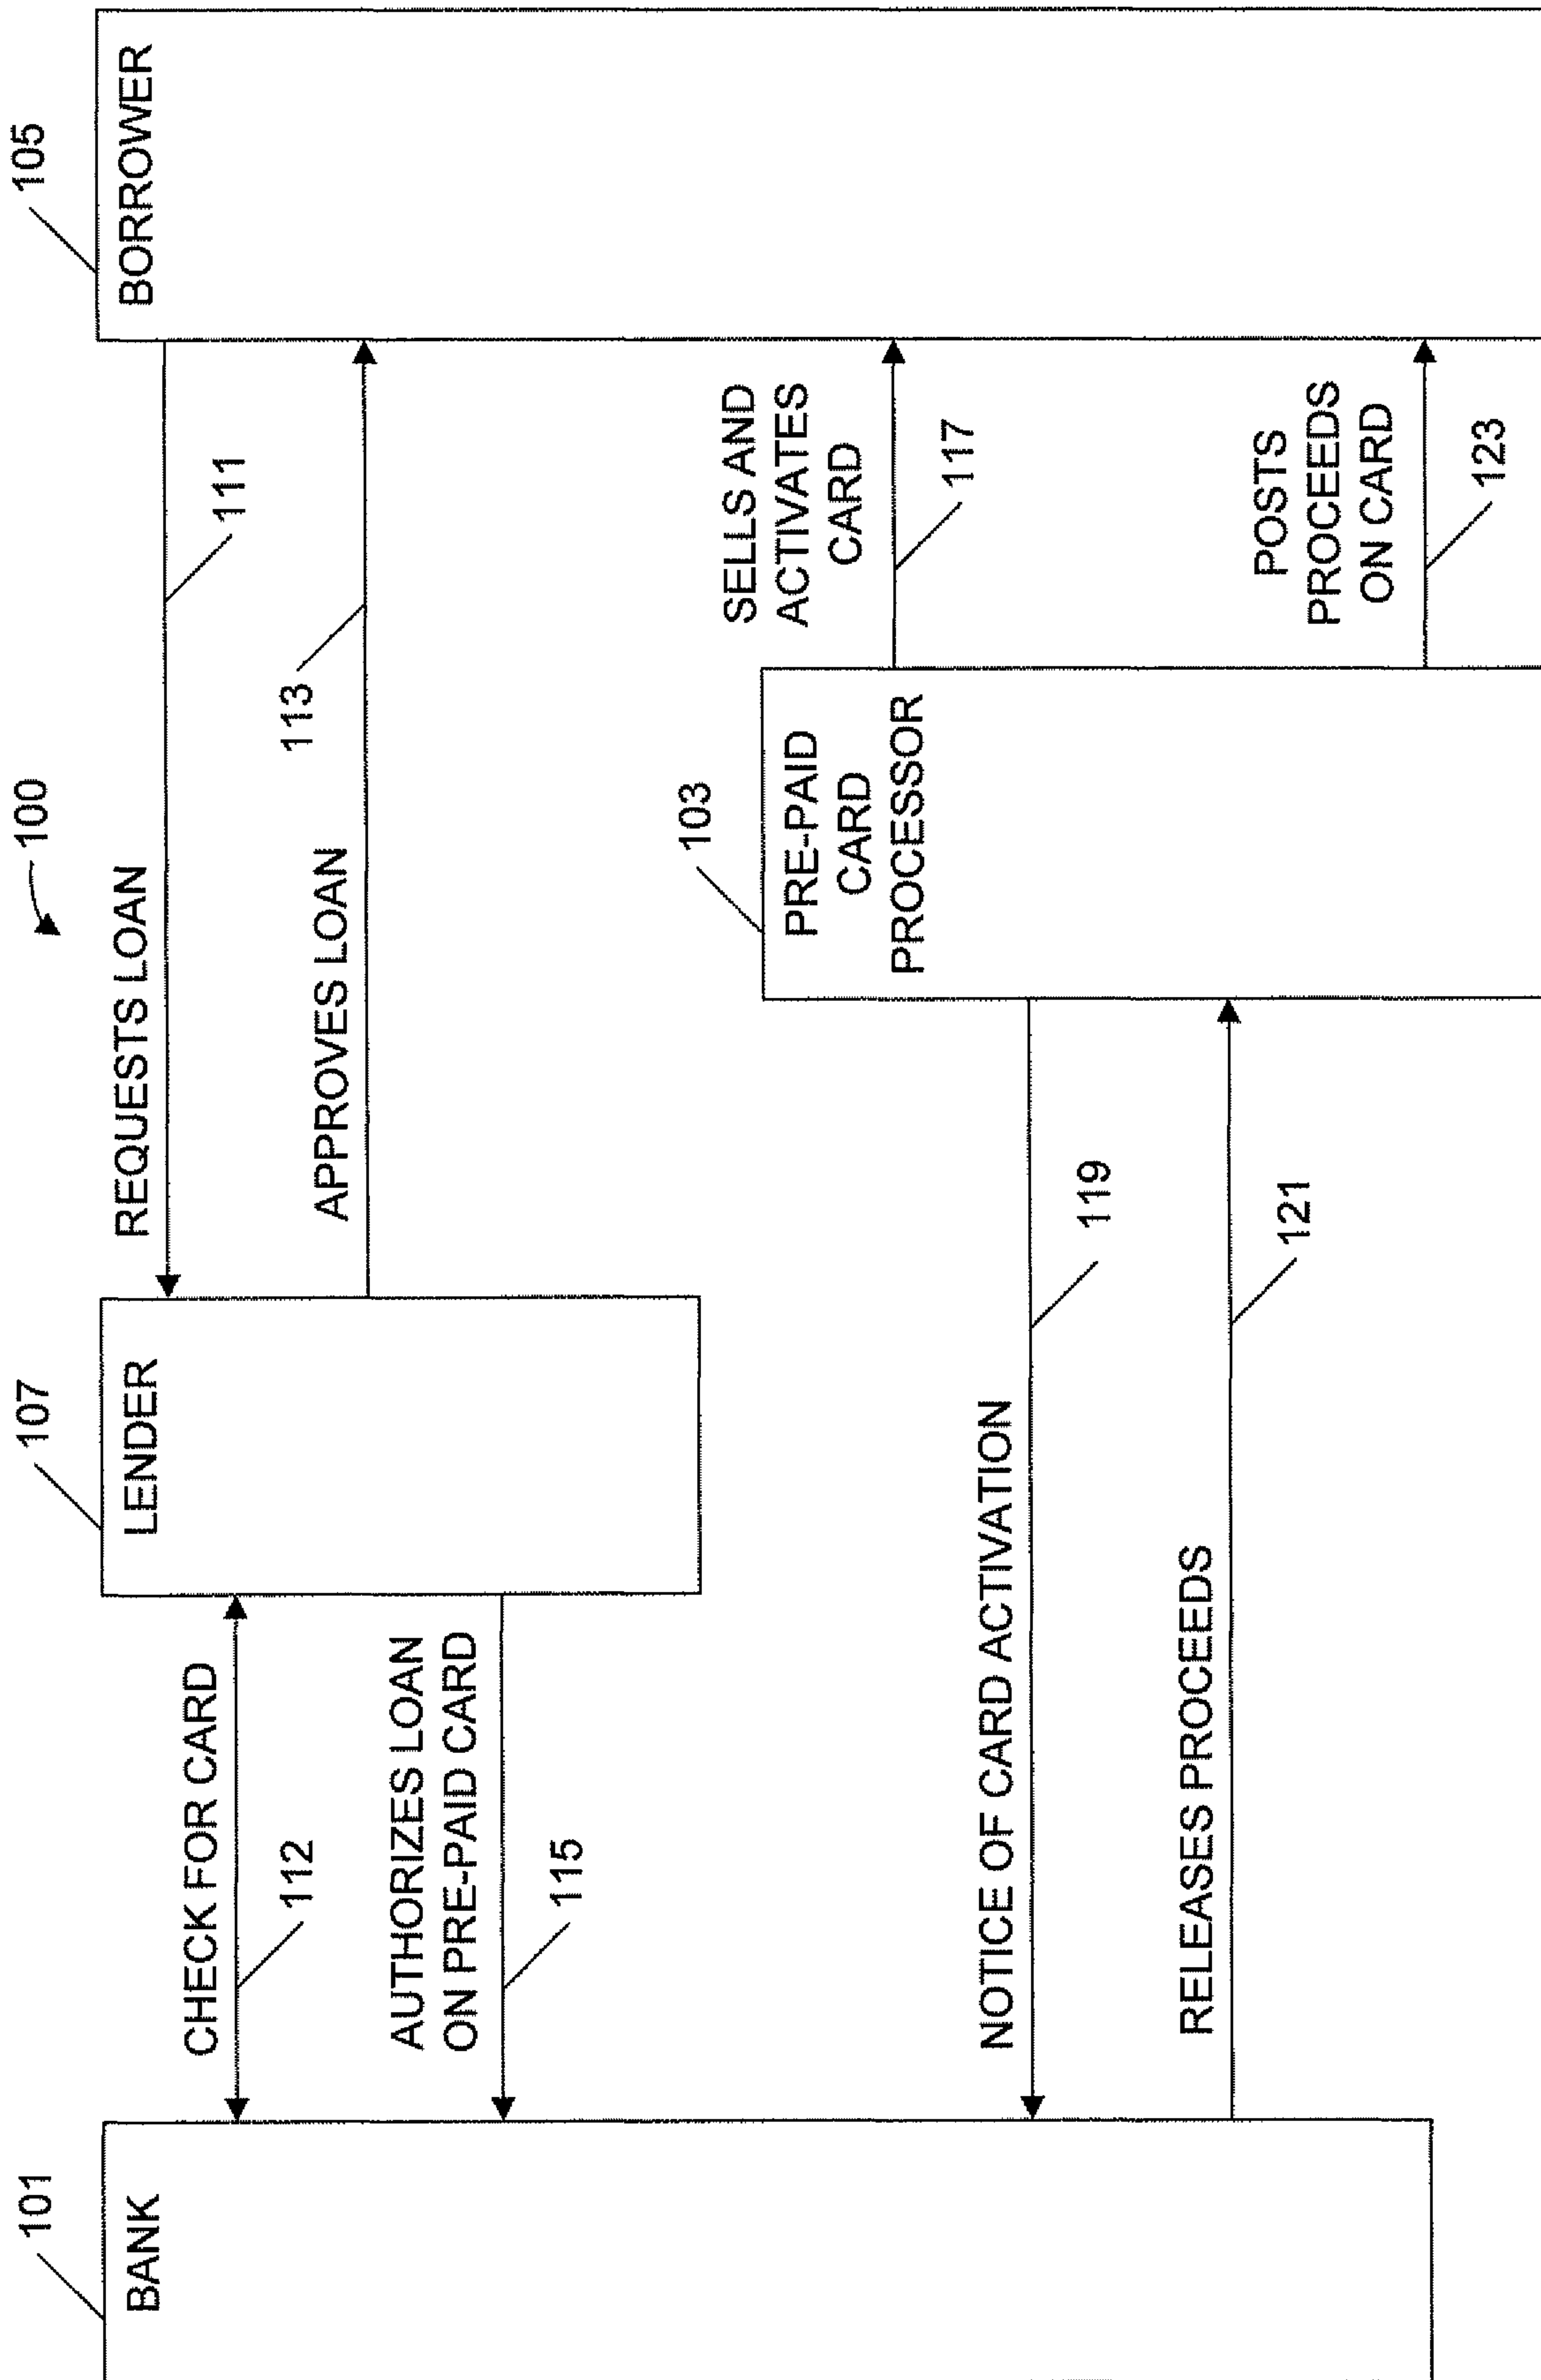 100
101
BANK
107
LENDER
105
BORROWER
REQUESTS LOAN
111
CHECK FOR CARD
112
APPROVES LOAN
113
AUTHORIZES LOAN
ON PRE-PAID CARD
115
103
PRE-PAID
CARD
PROCESSOR
SELLS AND
ACTIVATES
CARD
117
NOTICE OF CARD ACTIVATION
119
RELEASES PROCEEDS
121
POSTS
PROCEEDS
ON CARD
123